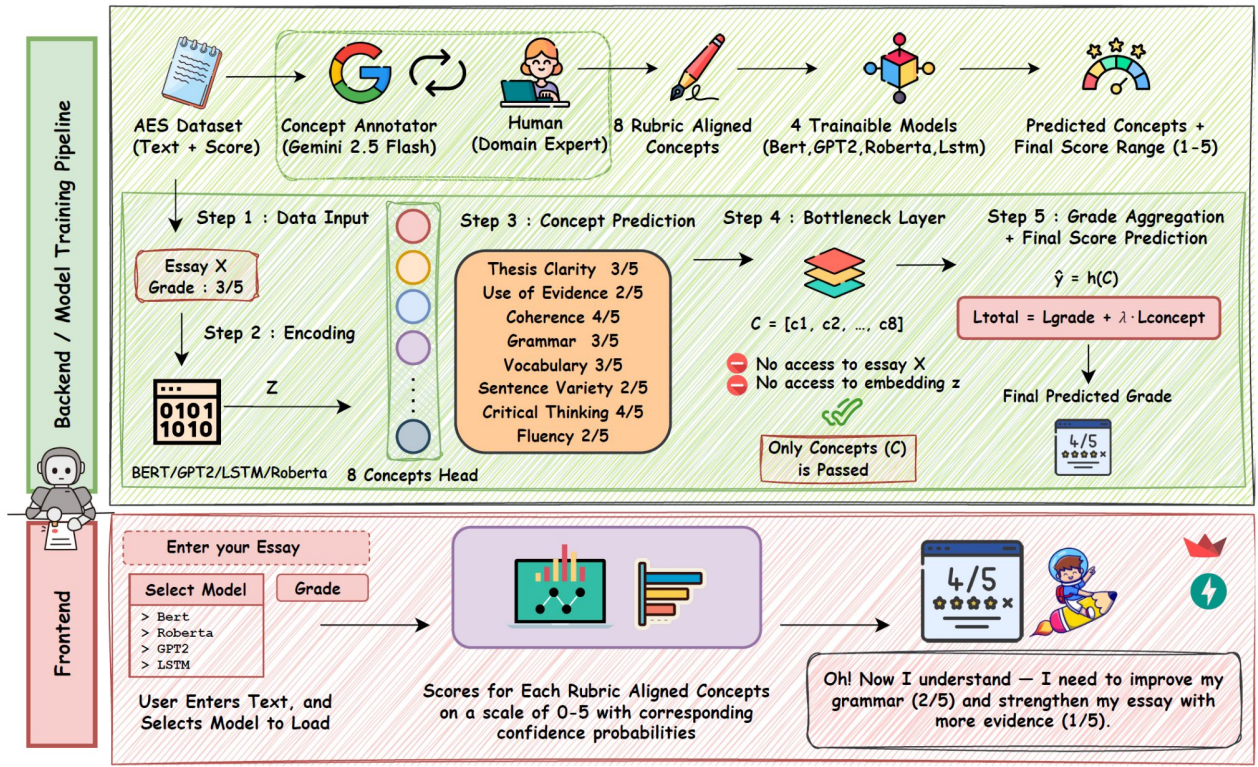 Backend / Model Training Pipeline
AES Dataset
(Text + Score)
Concept Annotator
(Gemini 2.5 Flash)
Human
(Domain Expert)
8 Rubric Aligned
Concepts
4 Trainaible Models
(Bert,GPT2,Roberta,Lstm)
Predicted Concepts +
Final Score Range (1-5)
Step 1 : Data Input
Essay X
Grade : 3/5
Step 2 : Encoding
0101
1010
Z
BERT/GPT2/LSTM/Roberta
8 Concepts Head
Step 3 : Concept Prediction
Thesis Clarity 3/5
Use of Evidence 2/5
Coherence 4/5
Grammar 3/5
Vocabulary 3/5
Sentence Variety 2/5
Critical Thinking 4/5
Fluency 2/5
Step 4 : Bottleneck Layer
C = [c1, c2, ..., c8]
No access to essay X
No access to embedding z
Only Concepts (C)
is Passed
Step 5 : Grade Aggregation
+ Final Score Prediction
ŷ = h(C)
Ltotal = Lgrade + λ·Lconcept
Final Predicted Grade
4/5
Frontend
Enter your Essay
Select Model
> Bert
> Roberta
> GPT2
> LSTM
Grade
User Enters Text, and
Selects Model to Load
Scores for Each Rubric Aligned Concepts
on a scale of 0-5 with corresponding
confidence probabilities
4/5
Oh! Now I understand — I need to improve my
grammar (2/5) and strengthen my essay with
more evidence (1/5).